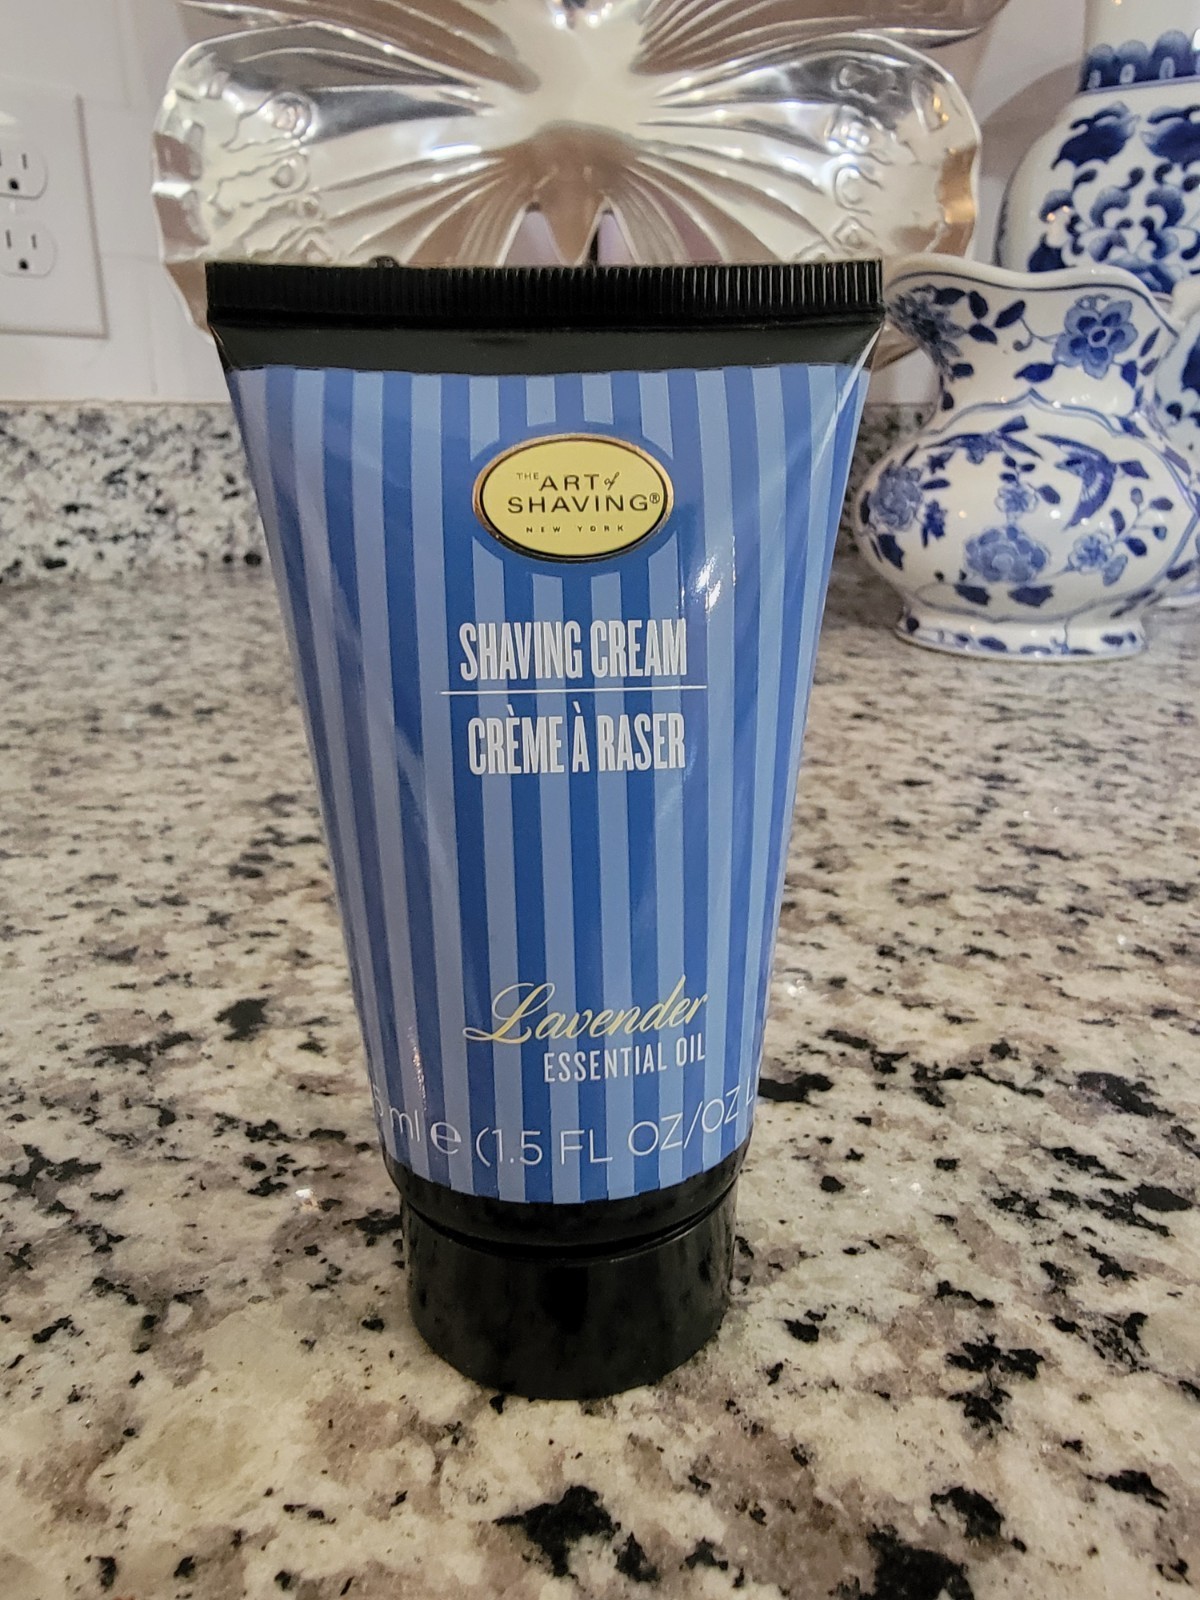 THE ART of
SHAVING®
NEW YORK
SHAVING CREAM
CRÈME À RASER
Lavender
ESSENTIAL OIL
ml e (1.5 FL OZ/OZ